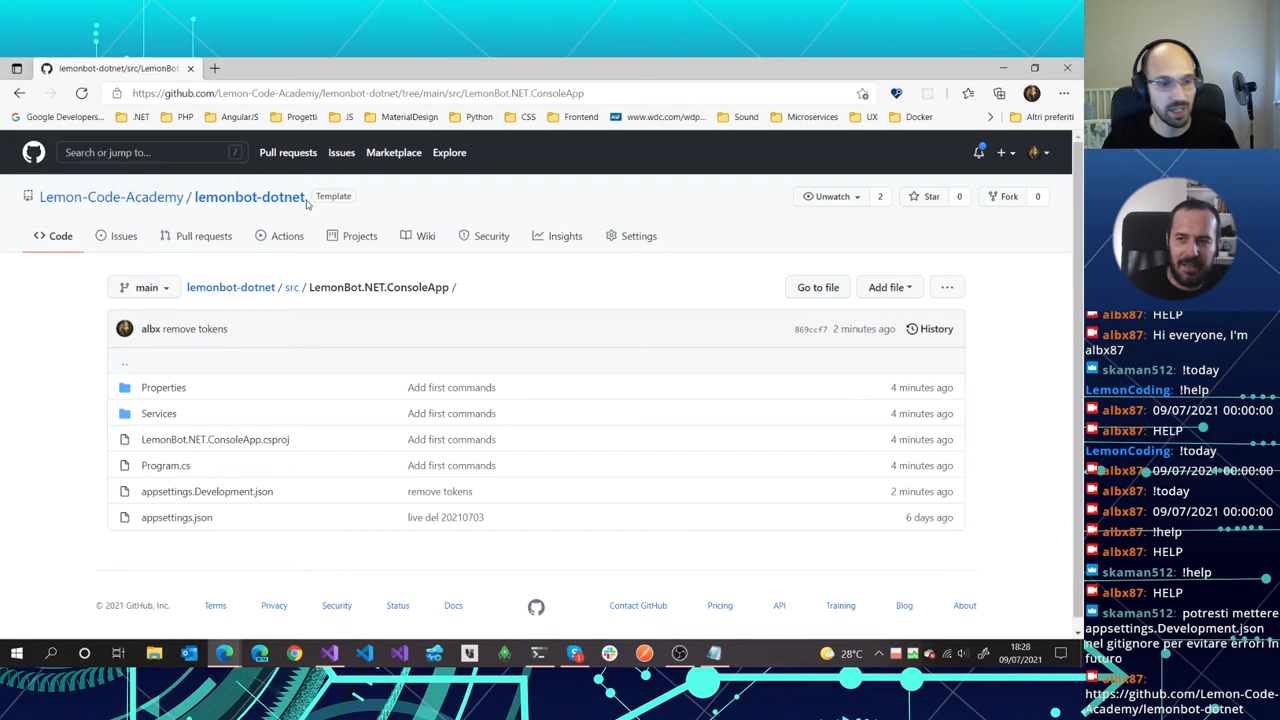 lemonbot-dotnet/src/LemonBot.
https://github.com/Lemon-Code-Academy/lemonbot-dotnet/tree/main/src/LemonBot.NET.ConsoleApp
Google Developers... .NET PHP AngularJS Progetti JS MaterialDesign Python CSS Frontend www.wdc.com/wdp... Sound Microservices UX Docker Altri preferiti
Search or jump to... / Pull requests Issues Marketplace Explore
Lemon-Code-Academy / lemonbot-dotnet Template Unwatch 2 Star 0 Fork 0
Code Issues Pull requests Actions Projects Wiki Security Insights Settings
main lemonbot-dotnet / src / LemonBot.NET.ConsoleApp / Go to file Add file ...
albx remove tokens 869ccf7 2 minutes ago History
..
Properties Add first commands 4 minutes ago
Services Add first commands 4 minutes ago
LemonBot.NET.ConsoleApp.csproj Add first commands 4 minutes ago
Program.cs Add first commands 4 minutes ago
appsettings.Development.json remove tokens 2 minutes ago
appsettings.json live del 20210703 6 days ago
© 2021 GitHub, Inc. Terms Privacy Security Status Docs Contact GitHub Pricing API Training Blog About
28°C 18:28
09/07/2021
albx87: HELP
albx87: Hi everyone, I'm
albx87
skaman512: !today
LemonCoding: !help
albx87: 09/07/2021 00:00:00
albx87: HELP
LemonCoding: !today
albx87: 09/07/2021 00:00:00
albx87: !today
albx87: 09/07/2021 00:00:00
albx87: !help
albx87: HELP
skaman512: !help
albx87: HELP
skaman512: potresti mettere
appsettings.Development.json
nel gitignore per evitare errori in
futuro
albx87:
https://github.com/Lemon-Code-
Academy/lemonbot-dotnet